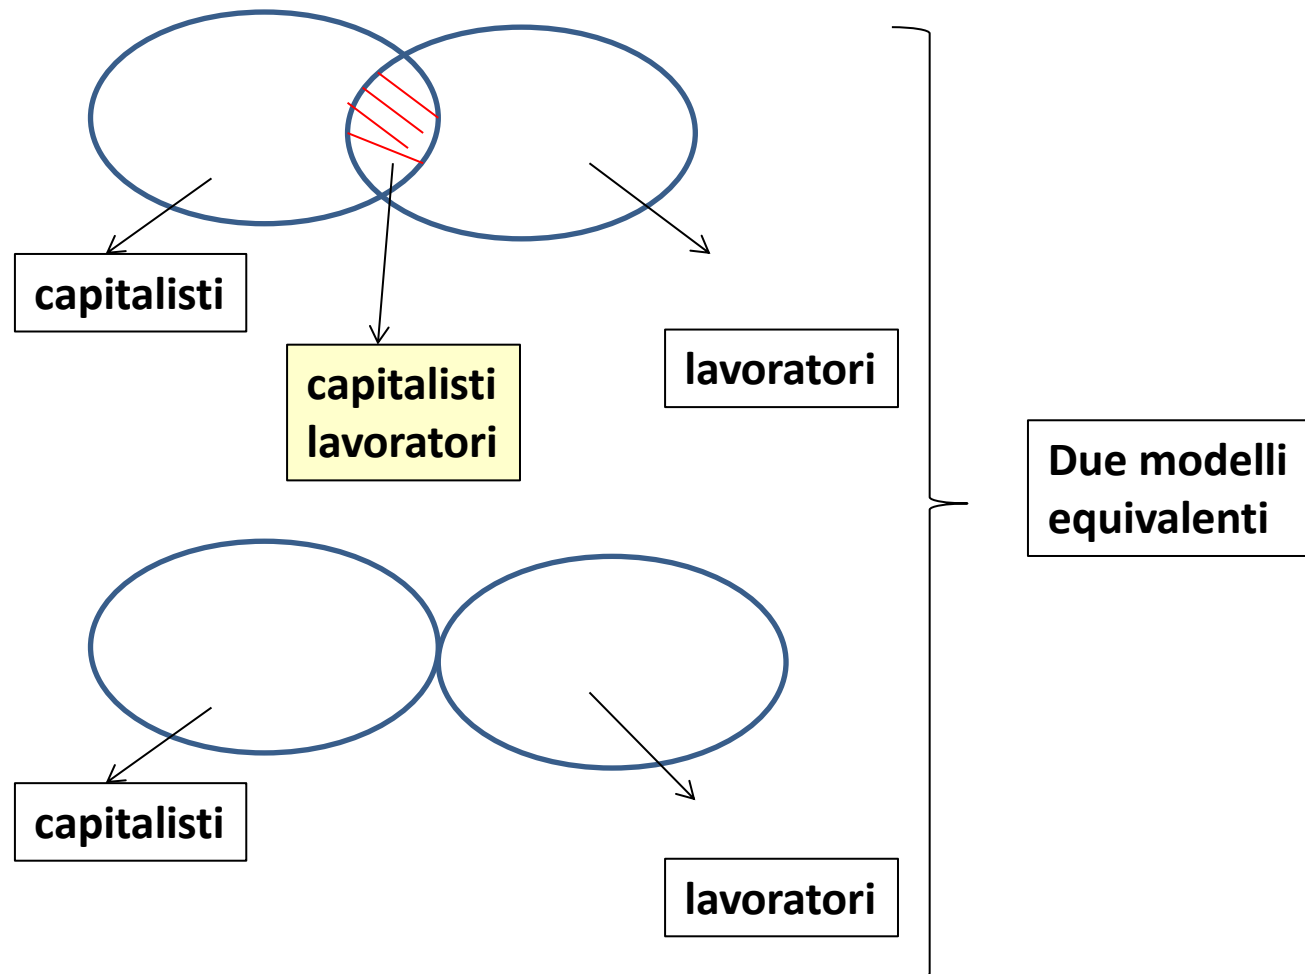 capitalisti
capitalisti
lavoratori
lavoratori
Due modelli
equivalenti
capitalisti
lavoratori